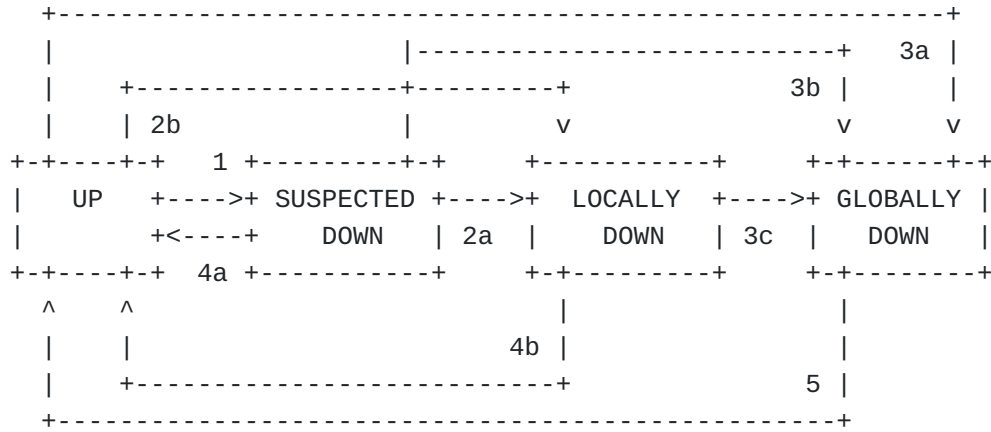 3a
3b
2b
1
UP SUSPECTED LOCALLY GLOBALLY
DOWN 2a DOWN 3c DOWN
4a
4b
5